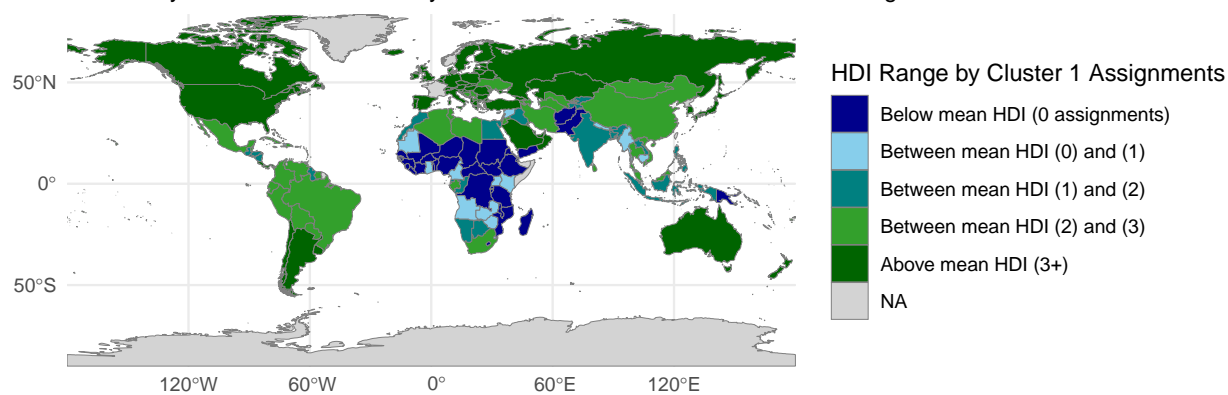 HDI Range by Cluster 1 Assignments
50°N
Below mean HDI (0 assignments)
Between mean HDI (0) and (1)
0°
Between mean HDI (1) and (2)
Between mean HDI (2) and (3)
Above mean HDI (3+)
50°S
NA
120°W 60°W 0° 60°E 120°E